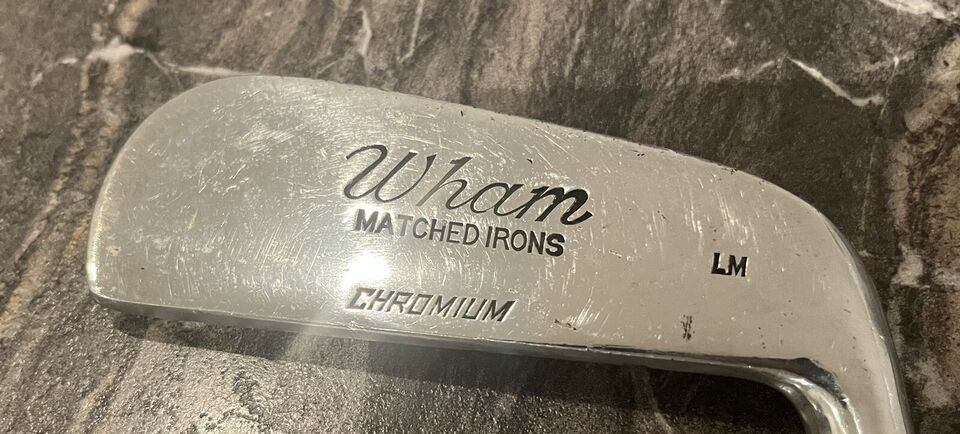 Wham
MATCHED IRONS
LM
CHROMIUM